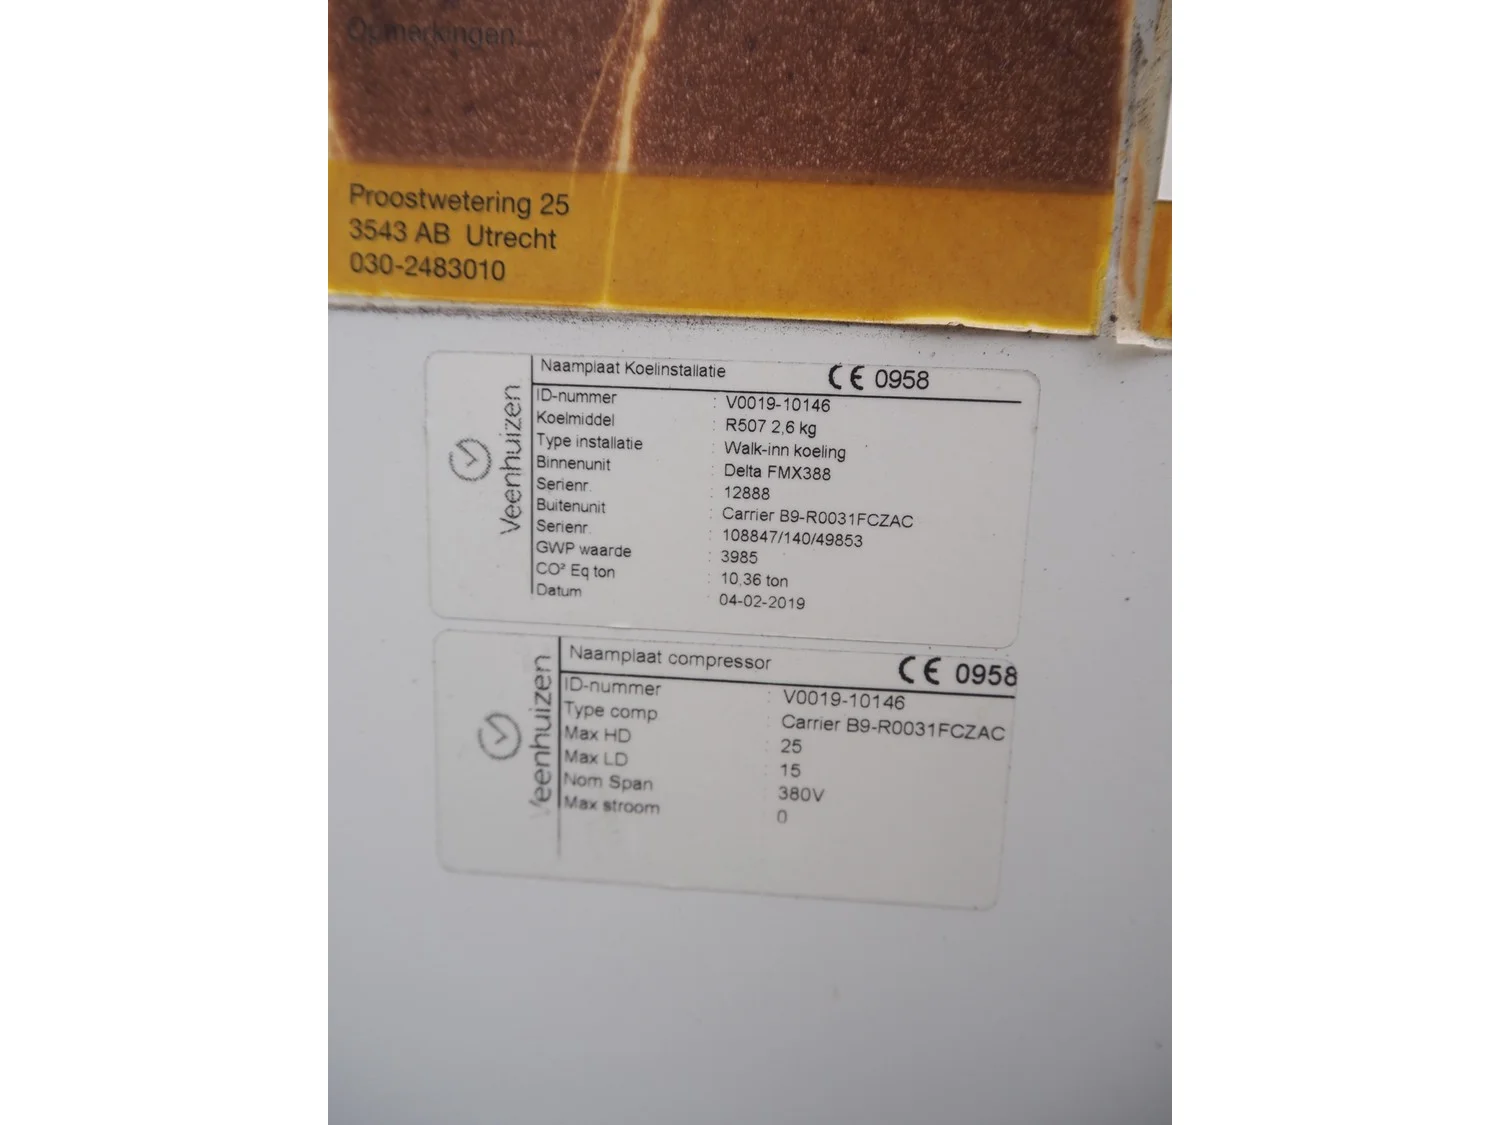 Opmerkingen:
Proostwetering 25
3543 AB Utrecht
030-2483010
Veenhuizen
Naamplaat Koelinstallatie CE 0958
ID-nummer : V0019-10146
Koelmiddel : R507 2,6 kg
Type installatie : Walk-inn koeling
Binnenunit : Delta FMX388
Serienr. : 12888
Buitenunit : Carrier B9-R0031FCZAC
Serienr. : 108847/140/49853
GWP waarde : 3985
CO² Eq ton : 10,36 ton
Datum : 04-02-2019
Veenhuizen
Naamplaat compressor CE 0958
ID-nummer : V0019-10146
Type comp : Carrier B9-R0031FCZAC
Max HD : 25
Max LD : 15
Nom Span : 380V
Max stroom : 0